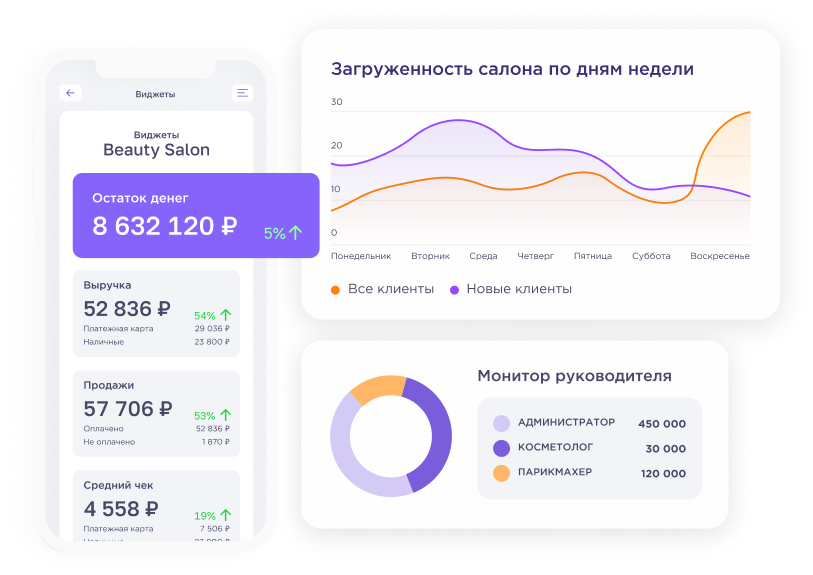 Виджеты
Виджеты
Beauty Salon
Остаток денег
8 632 120 ₽
5%
Выручка
52 836 ₽
54%
Платежная карта 29 036 ₽
Наличные 23 800 ₽
Продажи
57 706 ₽
53%
Оплачено 52 836 ₽
Не оплачено 1 870 ₽
Средний чек
4 558 ₽
19%
Платежная карта 7 506 ₽
Загруженность салона по дням недели
30
20
10
0
Понедельник Вторник Среда Четверг Пятница Суббота Воскресенье
Все клиенты Новые клиенты
Монитор руководителя
АДМИНИСТРАТОР 450 000
КОСМЕТОЛОГ 30 000
ПАРИКМАХЕР 120 000